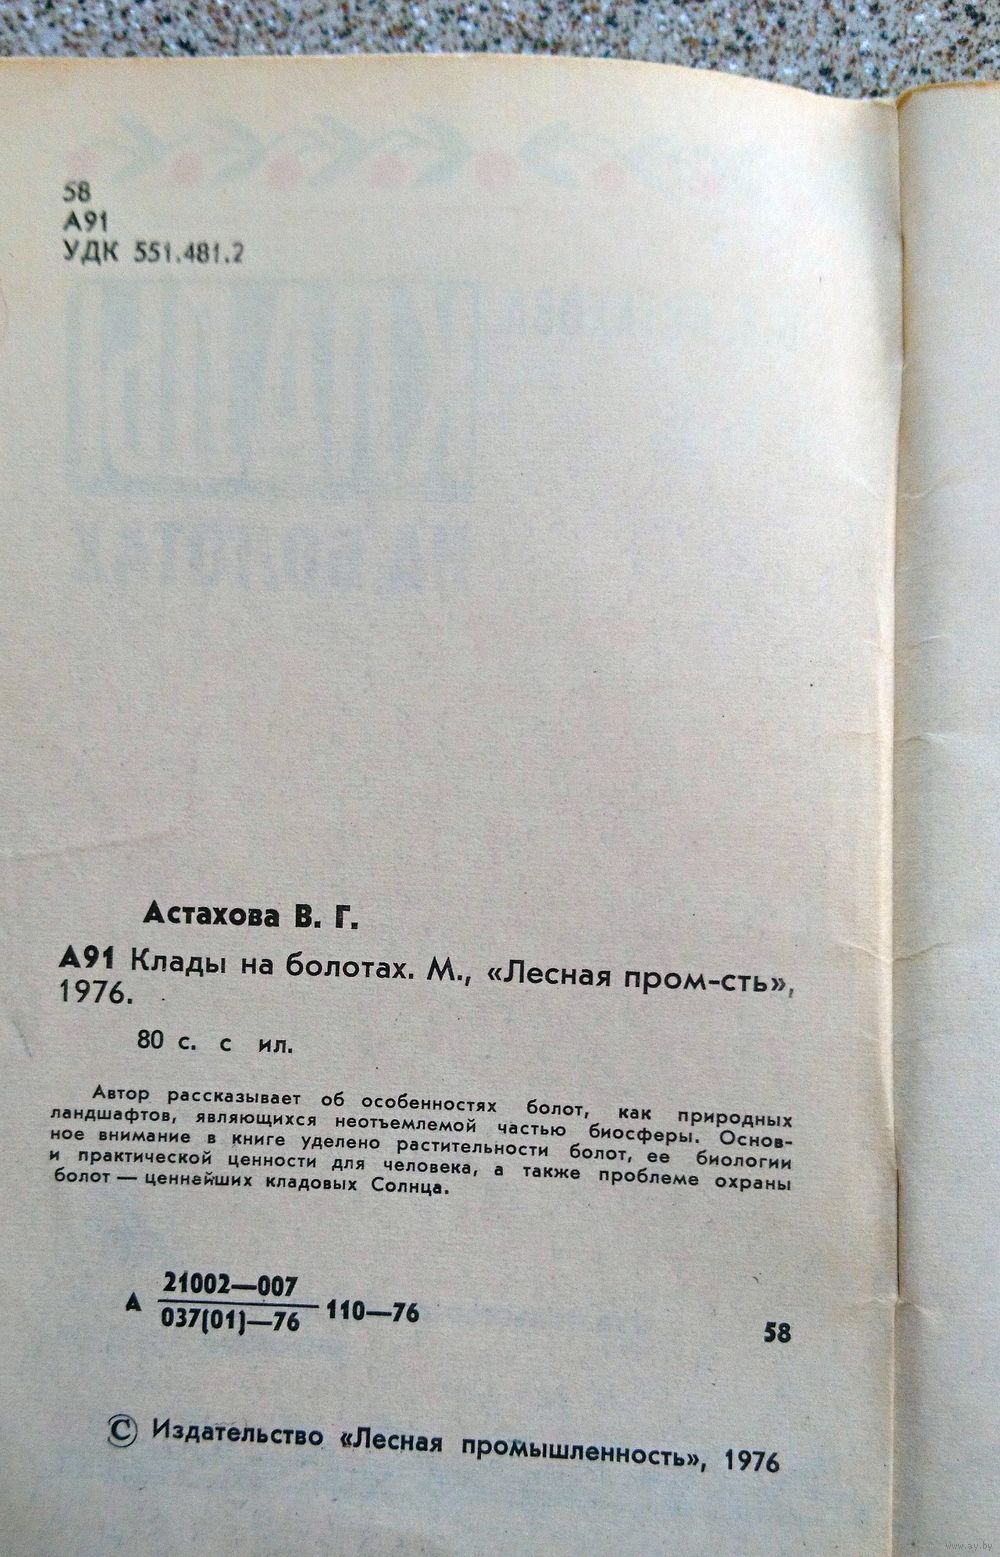 58
А91
УДК 551.481.2
Астахова В. Г.
А91 Клады на болотах. М., «Лесная пром-сть»,
1976.
80 с. с ил.
Автор рассказывает об особенностях болот, как природных
ландшафтов, являющихся неотъемлемой частью биосферы. Основ-
ное внимание в книге уделено растительности болот, ее биологии
и практической ценности для человека, а также проблеме охраны
болот — ценнейших кладовых Солнца.
21002—007
А 037(01)—76 110—76
58
© Издательство «Лесная промышленность», 1976
www.ay.by